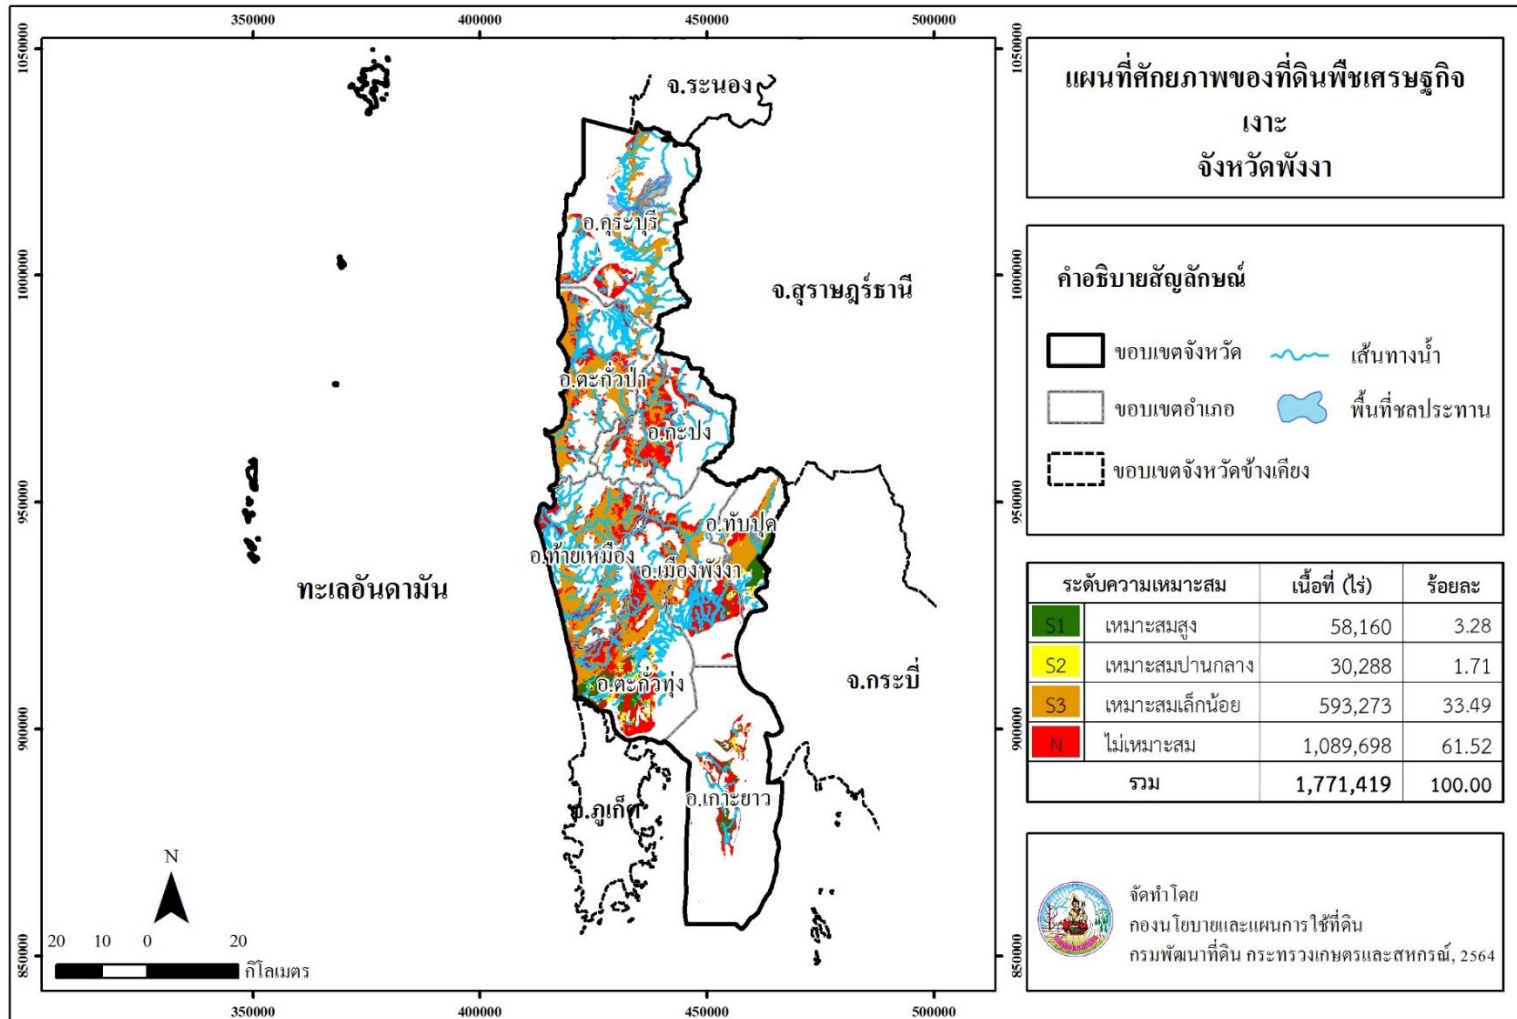 350000 400000 450000 500000
1050000 1050000
1000000 1000000
950000 950000
900000 900000
850000 850000
จ.ระนอง
อ.คุระบุรี
จ.สุราษฎร์ธานี
อ.ตะกั่วป่า
อ.กะปง
อ.ทับปุด
อ.ท้ายเหมือง
อ.เมืองพังงา
ทะเลอันดามัน
อ.ตะกั่วทุ่ง
จ.กระบี่
อ.เกาะยาว
จ.ภูเก็ต
N
20 10 0 20
กิโลเมตร
350000 400000 450000 500000
แผนที่ศักยภาพของที่ดินพืชเศรษฐกิจ
เงาะ
จังหวัดพังงา
คำอธิบายสัญลักษณ์
ขอบเขตจังหวัด เส้นทางน้ำ
ขอบเขตอำเภอ พื้นที่ชลประทาน
ขอบเขตจังหวัดข้างเคียง
ระดับความเหมาะสม เนื้อที่ (ไร่) ร้อยละ
S1 เหมาะสมสูง 58,160 3.28
S2 เหมาะสมปานกลาง 30,288 1.71
S3 เหมาะสมเล็กน้อย 593,273 33.49
N ไม่เหมาะสม 1,089,698 61.52
รวม 1,771,419 100.00
จัดทำโดย
กองนโยบายและแผนการใช้ที่ดิน
กรมพัฒนาที่ดิน กระทรวงเกษตรและสหกรณ์, 2564